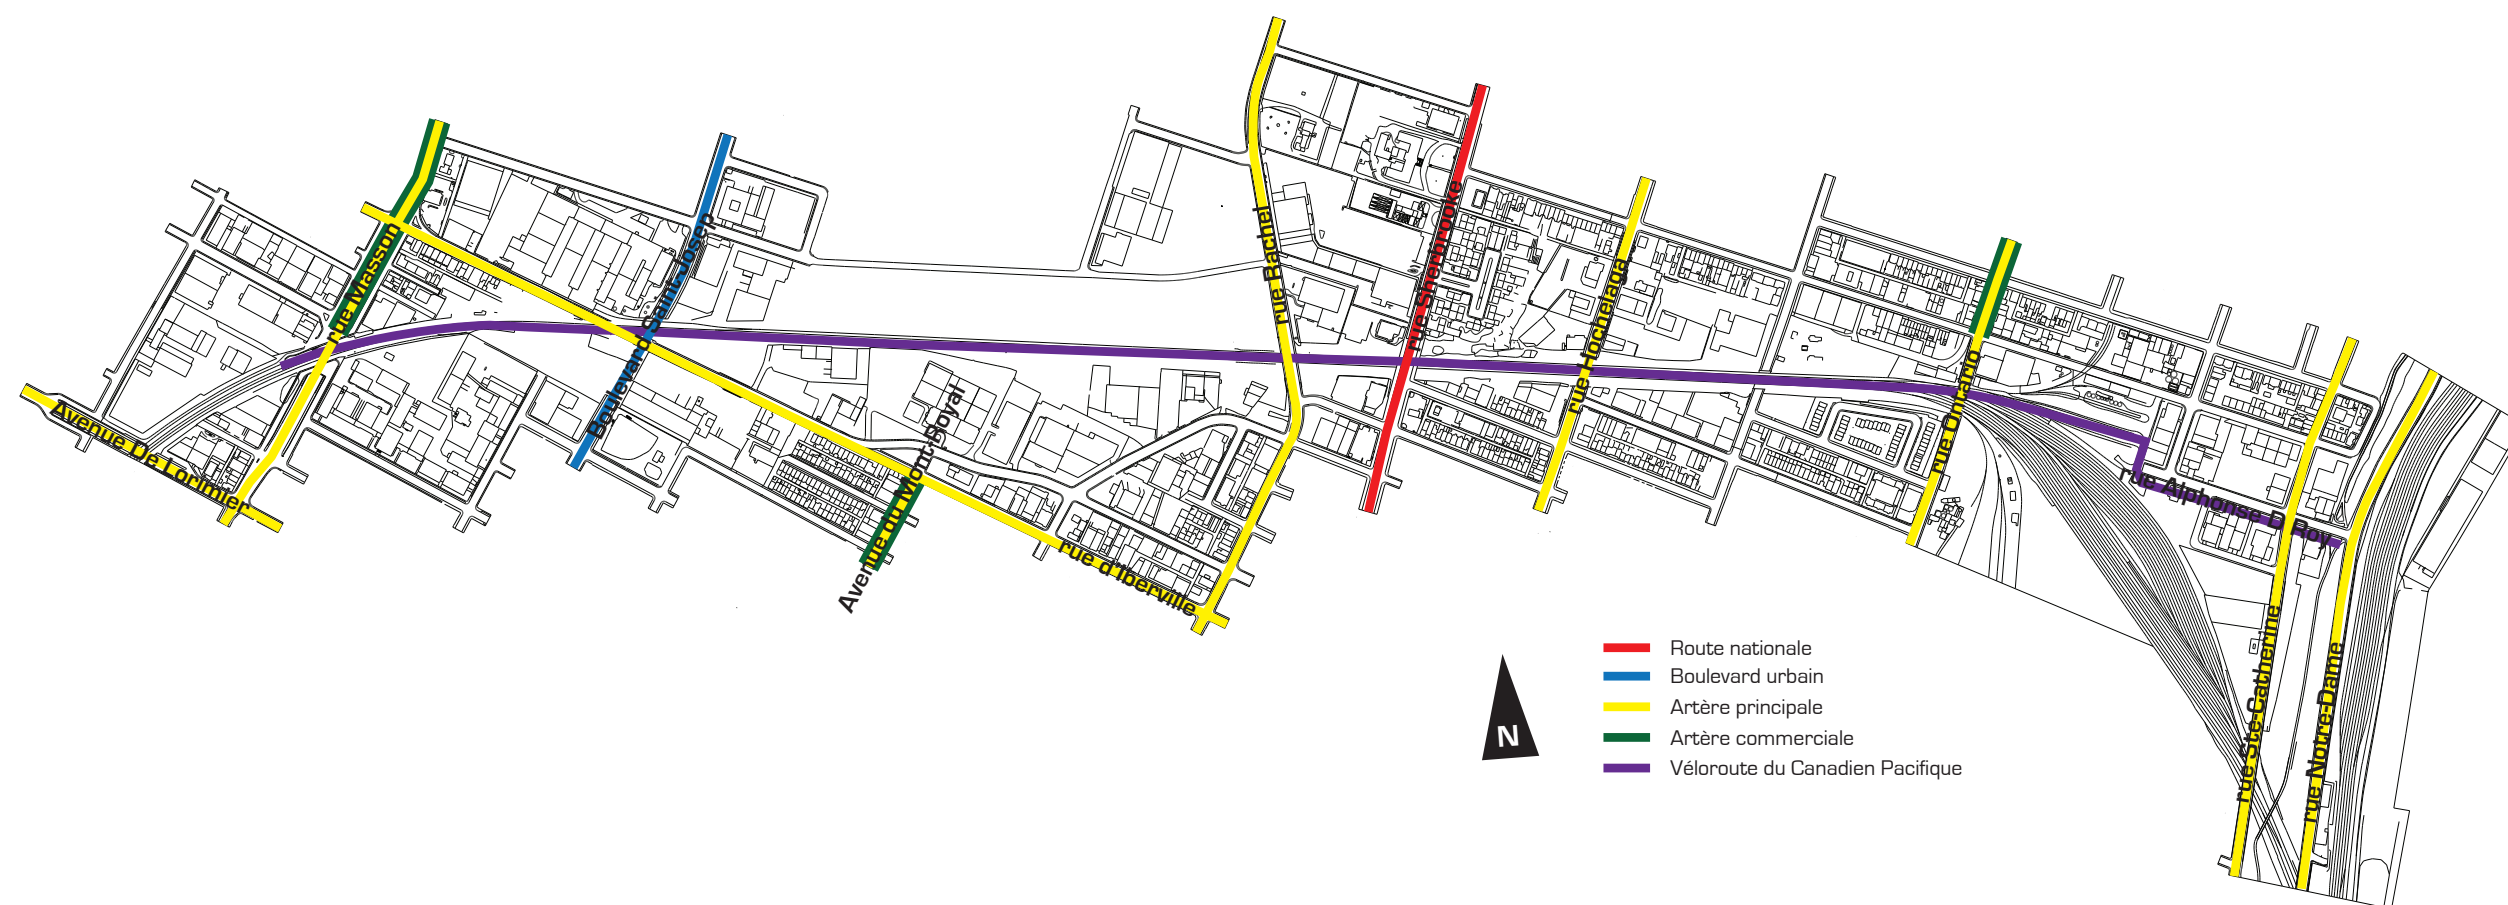 Avenue De Lorimier
rue Masson
Boulevard Saint-Josep
Avenue du Mont-Royal
rue d'Iberville
rue Rachel
rue Sherbrooke
rue Hochelaga
rue Ontario
rue Alphonse D Roy
rue Ste-Catherine
rue Notre-Dame
N
Route nationale
Boulevard urbain
Artère principale
Artère commerciale
Véloroute du Canadien Pacifique